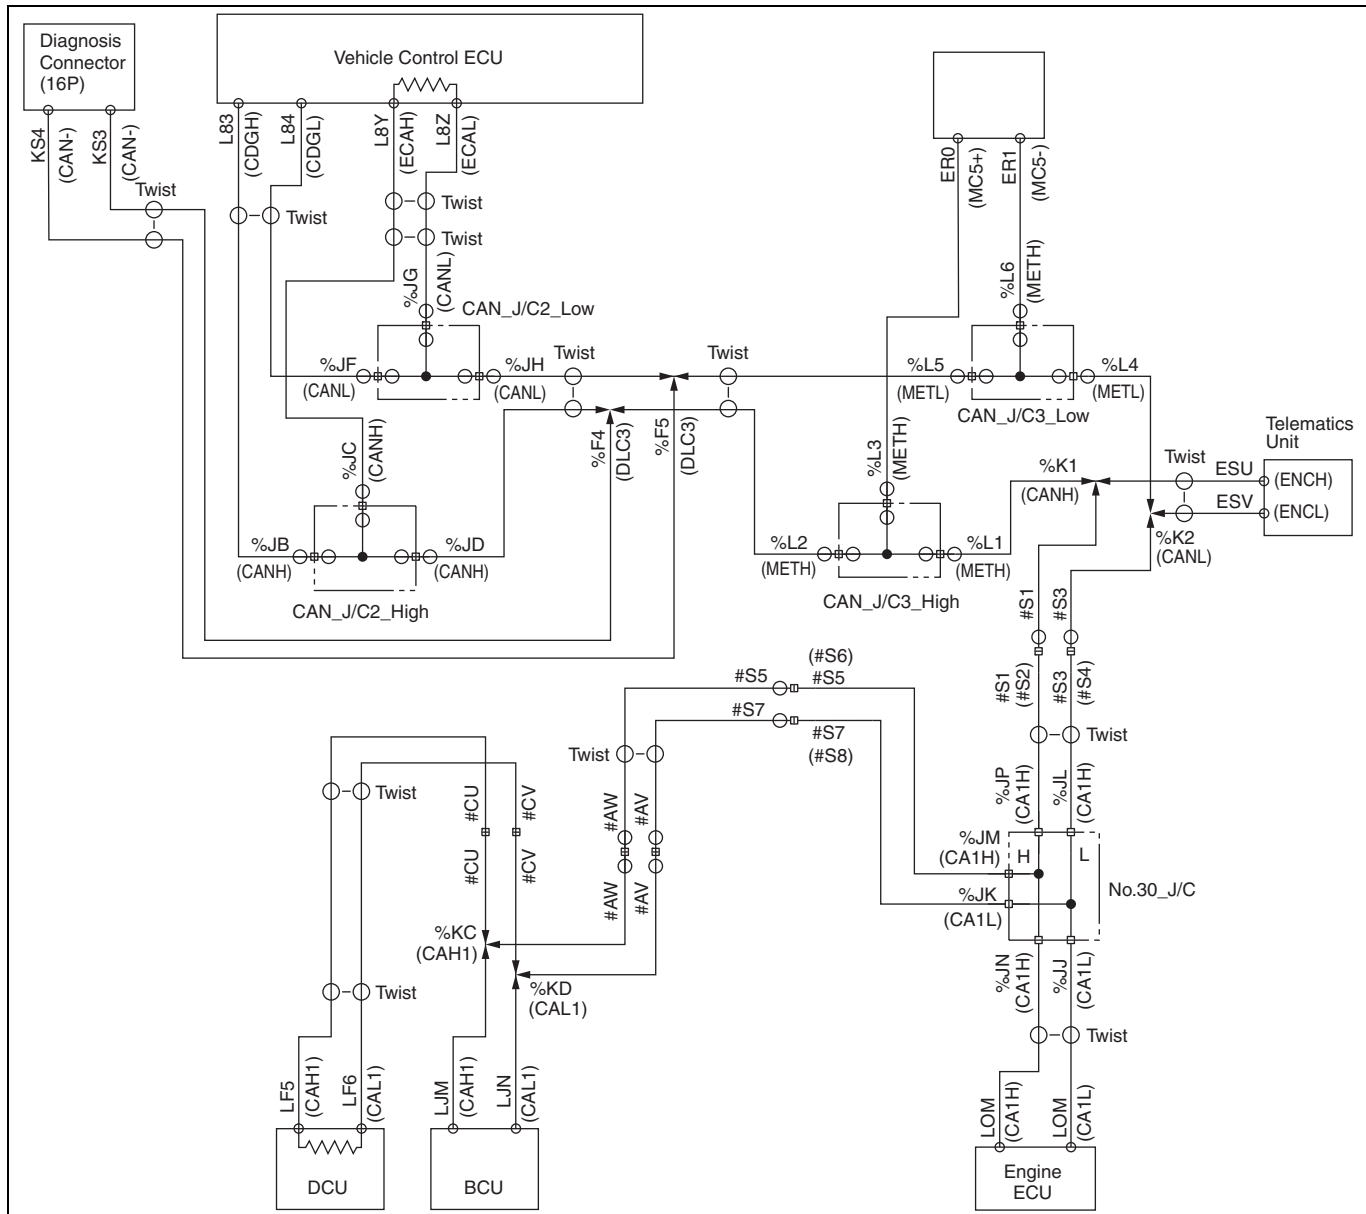 Diagnosis
Connector
(16P)
Vehicle Control ECU
KS4
(CAN-)
KS3
(CAN-)
L83
(CDGH)
L84
(CDGL)
L8Y
(ECAH)
L8Z
(ECAL)
ER0
(MC5+)
ER1
(MC5-)
Twist
Twist
Twist
Twist
%JG
(CANL)
%L6
(METH)
CAN_J/C2_Low
%JF
(CANL)
%JH
(CANL)
Twist
Twist
%L5
(METL)
%L4
(METL)
CAN_J/C3_Low
%F4
(DLC3)
%F5
(DLC3)
%JC
(CANH)
%L3
(METH)
Telematics
Unit
%K1
(CANH)
Twist
ESU
(ENCH)
ESV
(ENCL)
%K2
(CANL)
%JB
(CANH)
%JD
(CANH)
%L2
(METH)
%L1
(METH)
CAN_J/C2_High
CAN_J/C3_High
#S1
#S3
#S5
(#S6)
#S5
#S1
(#S2)
#S3
(#S4)
#S7
#S7
(#S8)
Twist
Twist
Twist
#CU
#CV
#AW
#AV
%JP
(CA1H)
%JL
(CA1H)
#CU
#CV
#AW
#AV
%JM
(CA1H)
H
L
No.30_J/C
%JK
(CA1L)
%KC
(CAH1)
%KD
(CAL1)
%JN
(CA1H)
%JJ
(CA1L)
Twist
Twist
LF5
(CAH1)
LF6
(CAL1)
LJM
(CAH1)
LJN
(CAL1)
LOM
(CA1H)
LOM
(CA1L)
DCU
BCU
Engine
ECU